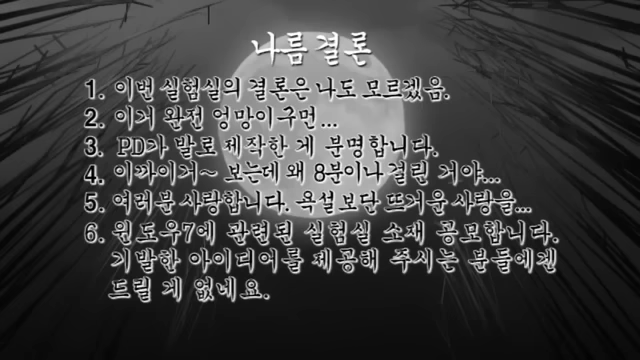 나름 결론
1. 이번 실험실의 결론은 나도 모르겠음.
2. 이거 완전 엉망이구먼...
3. PD가 발로 제작한 게 분명합니다.
4. 이까이거~ 보는데 왜 8분이나 걸린 거야...
5. 여러분 사랑합니다. 욕설보단 뜨거운 사랑을...
6. 윈도우7에 관련된 실험실 소재 공모합니다.
기발한 아이디어를 제공해 주시는 분들에겐
드릴 게 없네요.